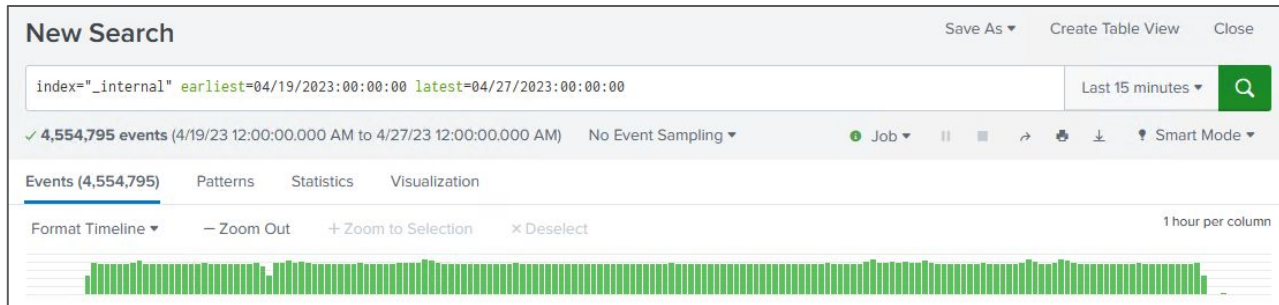 New Search
Save As ▾ Create Table View Close
index="_internal" earliest=04/19/2023:00:00:00 latest=04/27/2023:00:00:00
Last 15 minutes ▾
✓ 4,554,795 events (4/19/23 12:00:00.000 AM to 4/27/23 12:00:00.000 AM) No Event Sampling ▾
Job ▾ Smart Mode ▾
Events (4,554,795) Patterns Statistics Visualization
Format Timeline ▾ — Zoom Out + Zoom to Selection × Deselect
1 hour per column